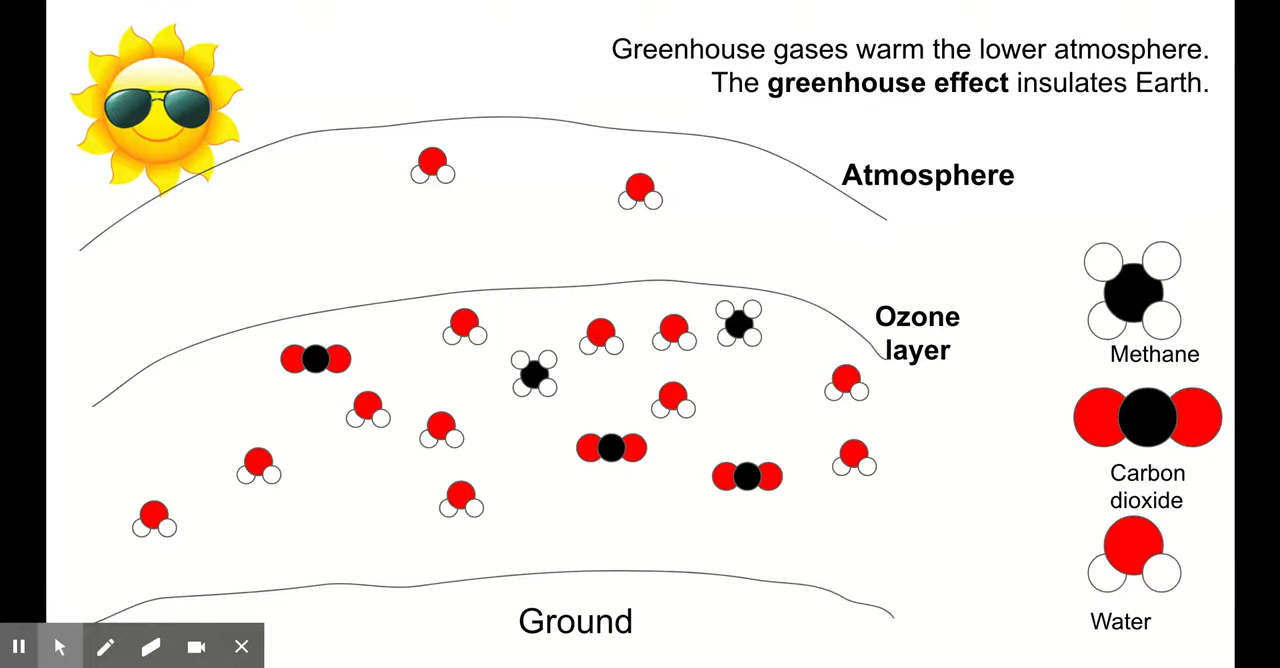 Greenhouse gases warm the lower atmosphere.
The greenhouse effect insulates Earth.
Atmosphere
Ozone
layer
Methane
Carbon
dioxide
Water
Ground